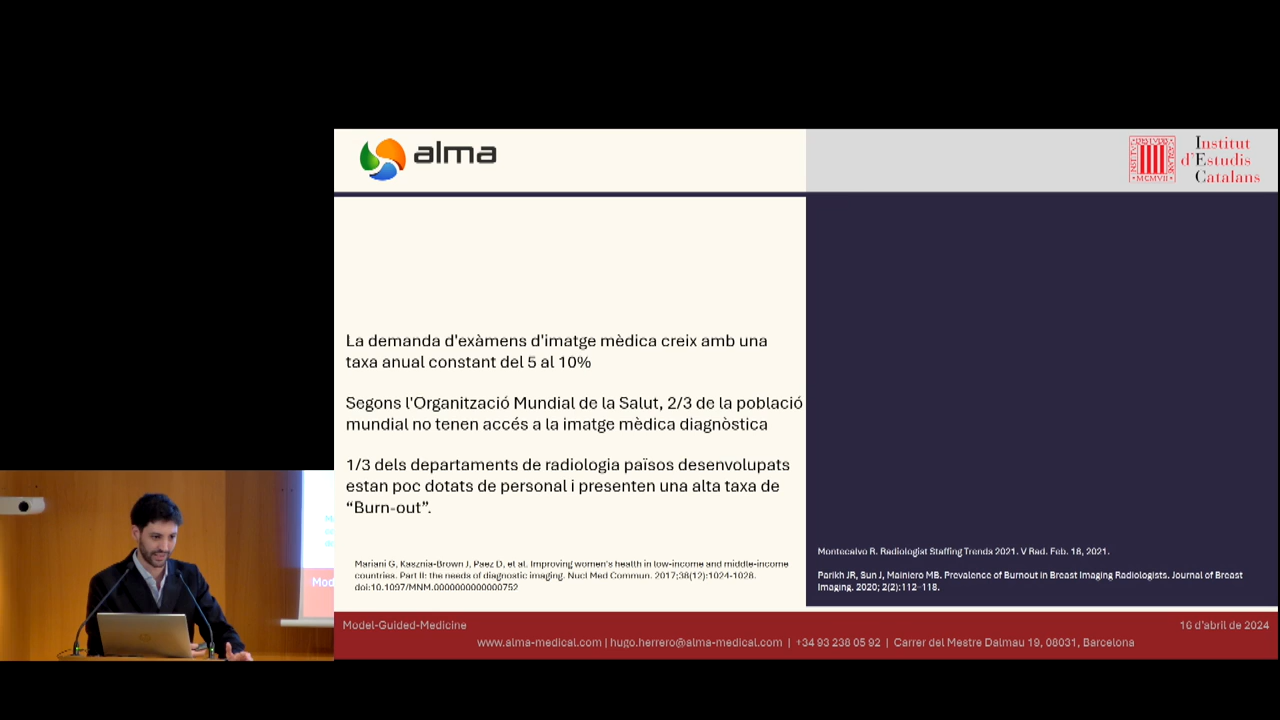 alma
Institut
d'Estudis
Catalans
MCMVII
La demanda d'exàmens d'imatge mèdica creix amb una
taxa anual constant del 5 al 10%
Segons l'Organització Mundial de la Salut, 2/3 de la població
mundial no tenen accés a la imatge mèdica diagnòstica
1/3 dels departaments de radiologia països desenvolupats
estan poc dotats de personal i presenten una alta taxa de
“Burn-out”.
Mariani G, Kasznia-Brown J, Paez D, et al. Improving women's health in low-income and middle-income
countries. Part II: the needs of diagnostic imaging. Nucl Med Commun. 2017;38(12):1024-1028.
doi:10.1097/MNM.0000000000000752
Montecalvo R. Radiologist Staffing Trends 2021. V Rad. Feb. 18, 2021.
Parikh JR, Sun J, Mainiero MB. Prevalence of Burnout in Breast Imaging Radiologists. Journal of Breast
Imaging. 2020; 2(2):112–118.
Model-Guided-Medicine
16 d'abril de 2024
www.alma-medical.com | hugo.herrero@alma-medical.com | +34 93 238 05 92 | Carrer del Mestre Dalmau 19, 08031, Barcelona
Mod